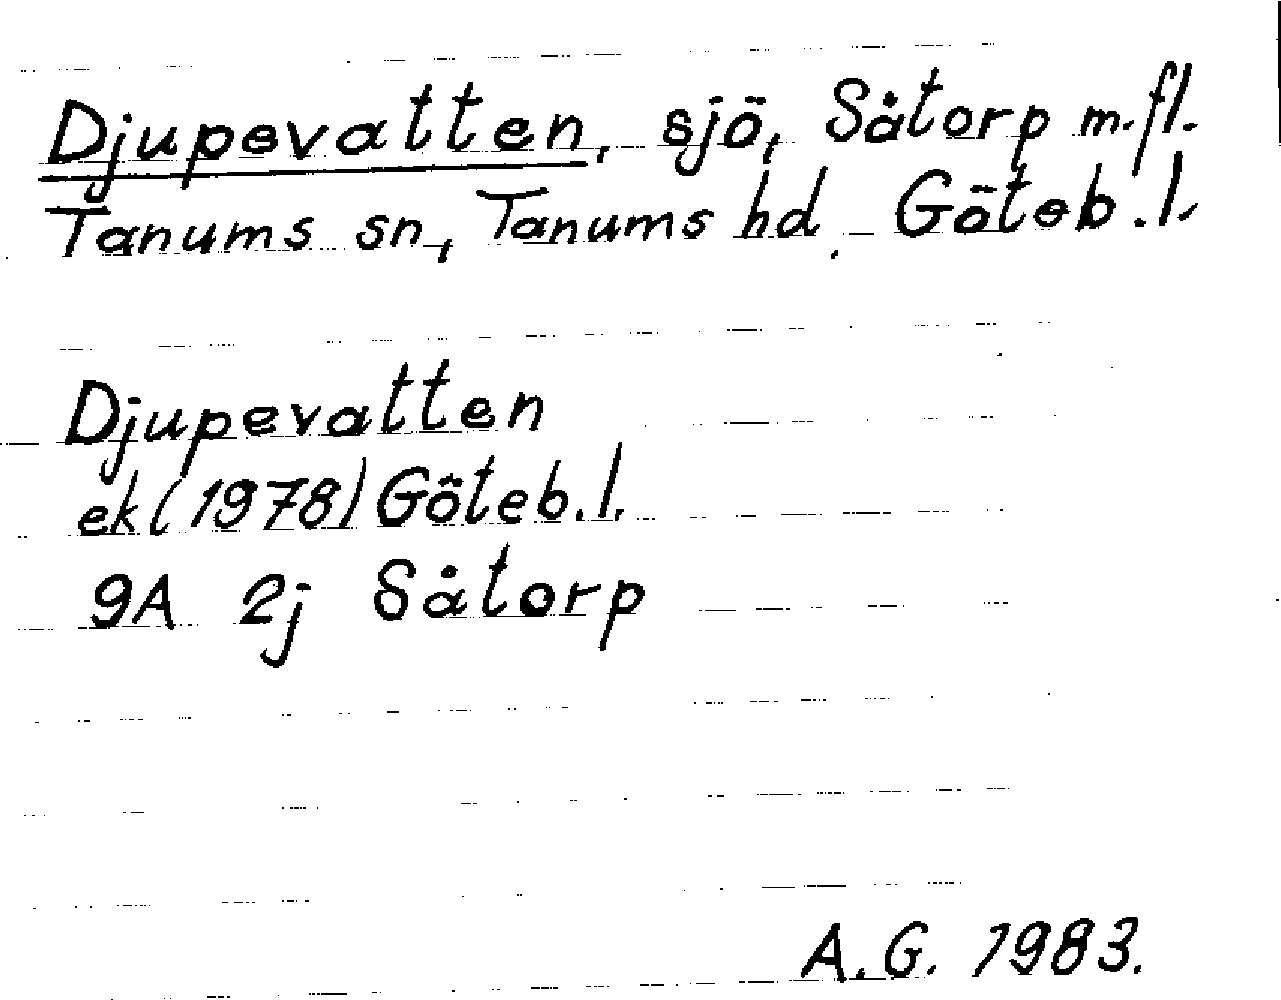 Djupevatten, sjö, Såtorp m.fl.
Tanums sn, Tanums hd, Göteb.l.
Djupevatten
ek(1978)Göteb.l.
9A 2j Såtorp
A.G. 1983.